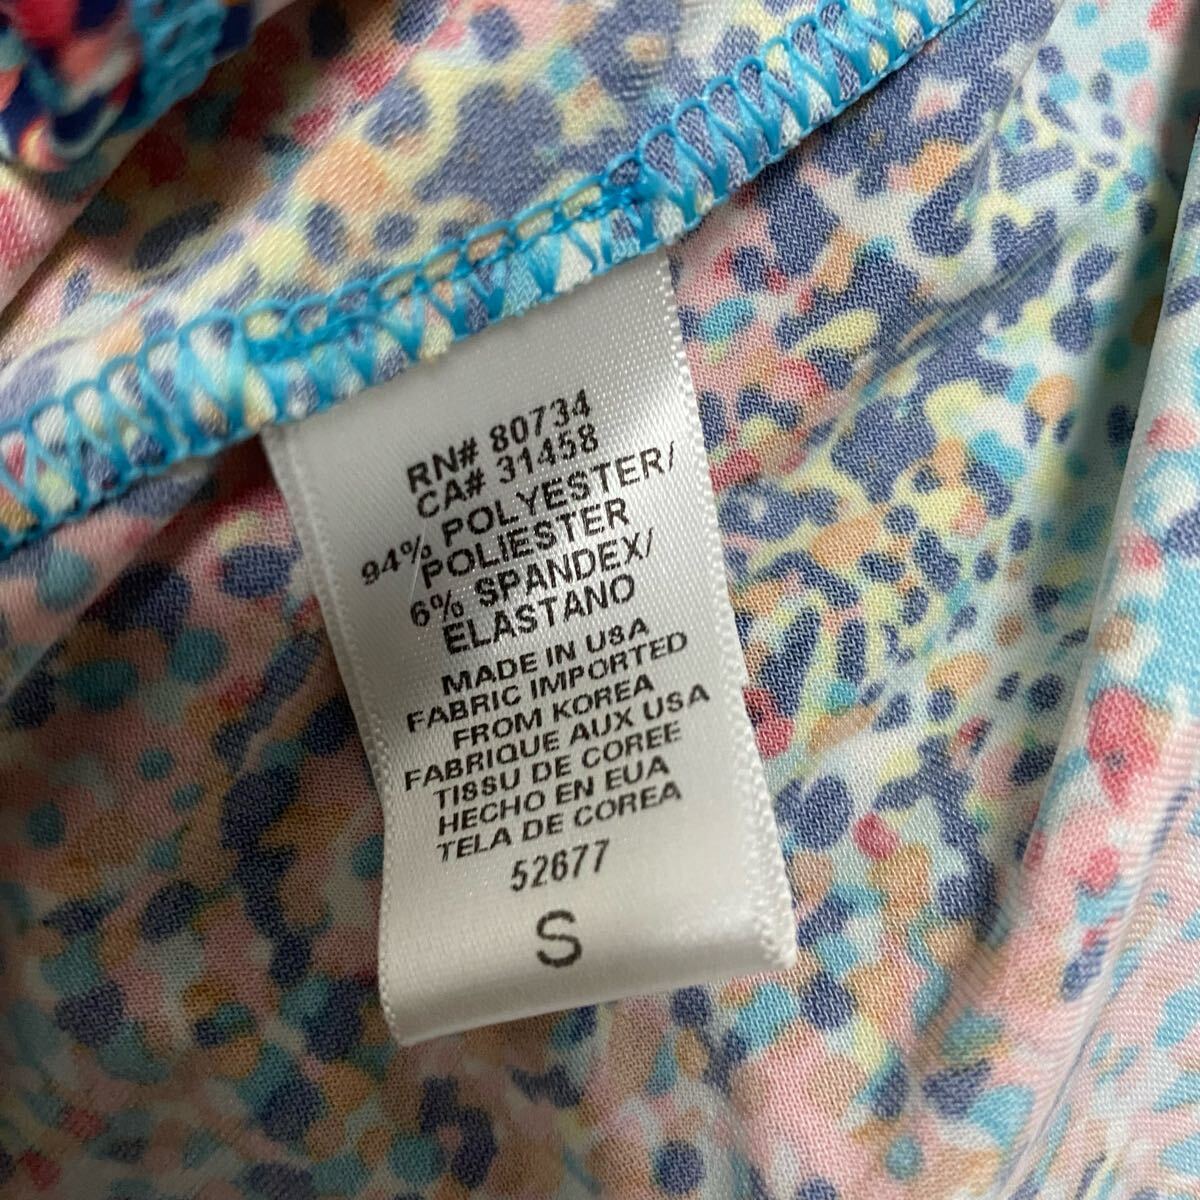 RN# 80734
CA# 31458
94% POLYESTER/
POLIESTER
6% SPANDEX/
ELASTANO
MADE IN USA
FABRIC IMPORTED
FROM KOREA
FABRIQUE AUX USA
TISSU DE COREE
HECHO EN EUA
TELA DE COREA
52677
S